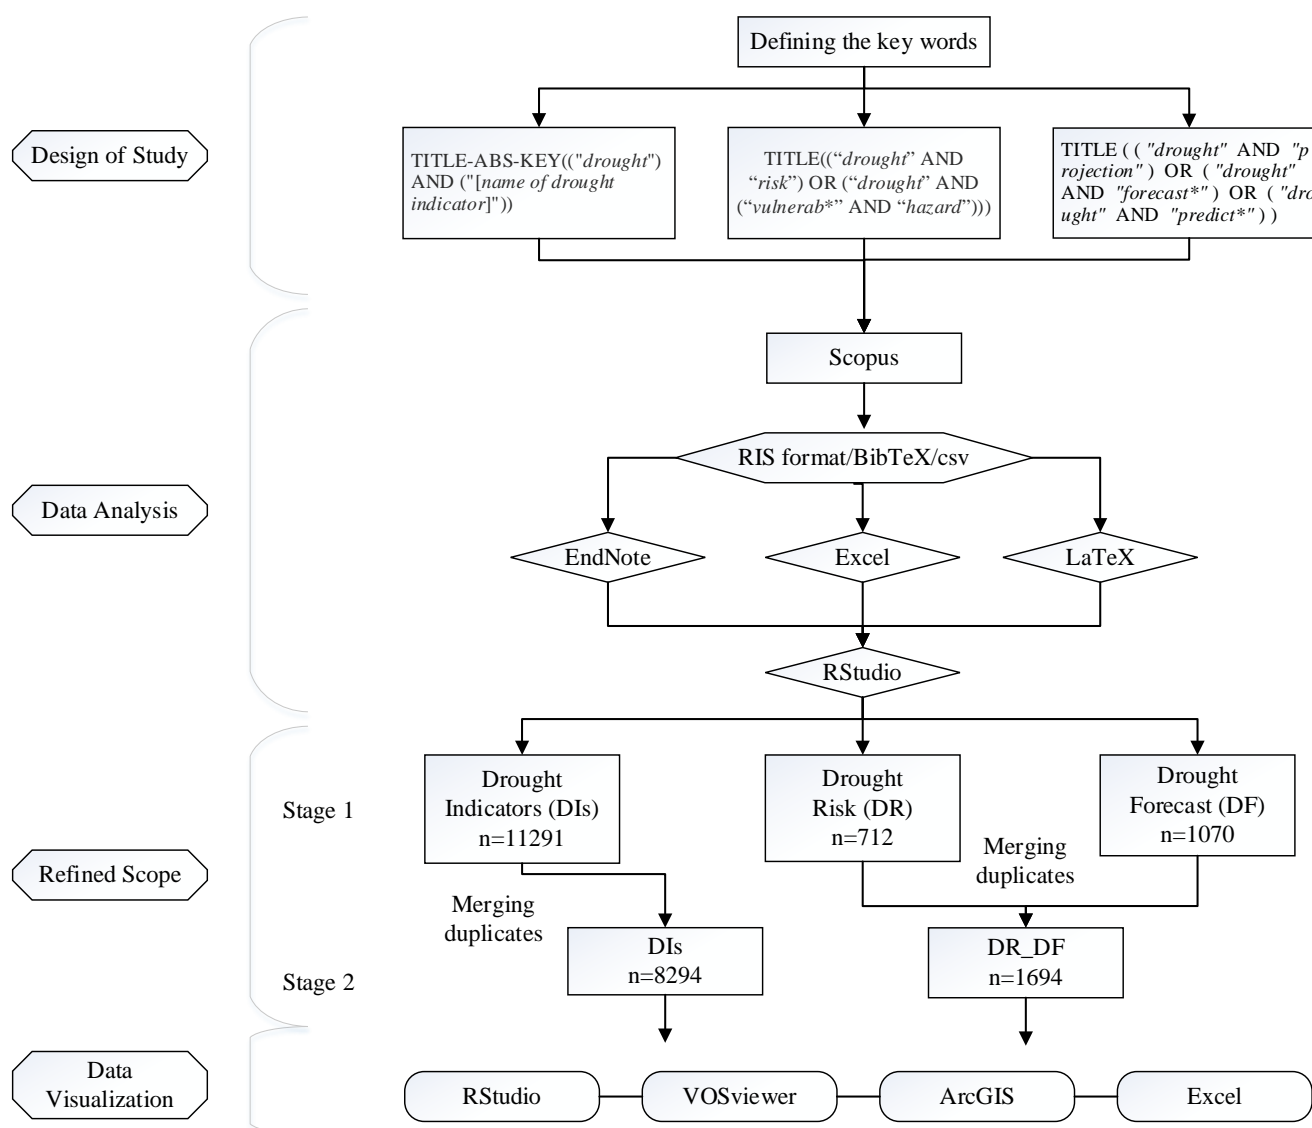 Defining the key words
Design of Study
TITLE-ABS-KEY(("drought")
AND ("[name of drought
indicator]"))
TITLE((“drought” AND
“risk”) OR (“drought” AND
(“vulnerab*” AND “hazard”)))
TITLE ( ( "drought" AND "p
rojection" ) OR ( "drought"
AND "forecast*" ) OR ( "dro
ught" AND "predict*" ) )
Scopus
RIS format/BibTeX/csv
Data Analysis
EndNote
Excel
LaTeX
RStudio
Stage 1
Drought
Indicators (DIs)
n=11291
Drought
Risk (DR)
n=712
Drought
Forecast (DF)
n=1070
Refined Scope
Merging
duplicates
Merging
duplicates
Stage 2
DIs
n=8294
DR_DF
n=1694
Data
Visualization
RStudio
VOSviewer
ArcGIS
Excel